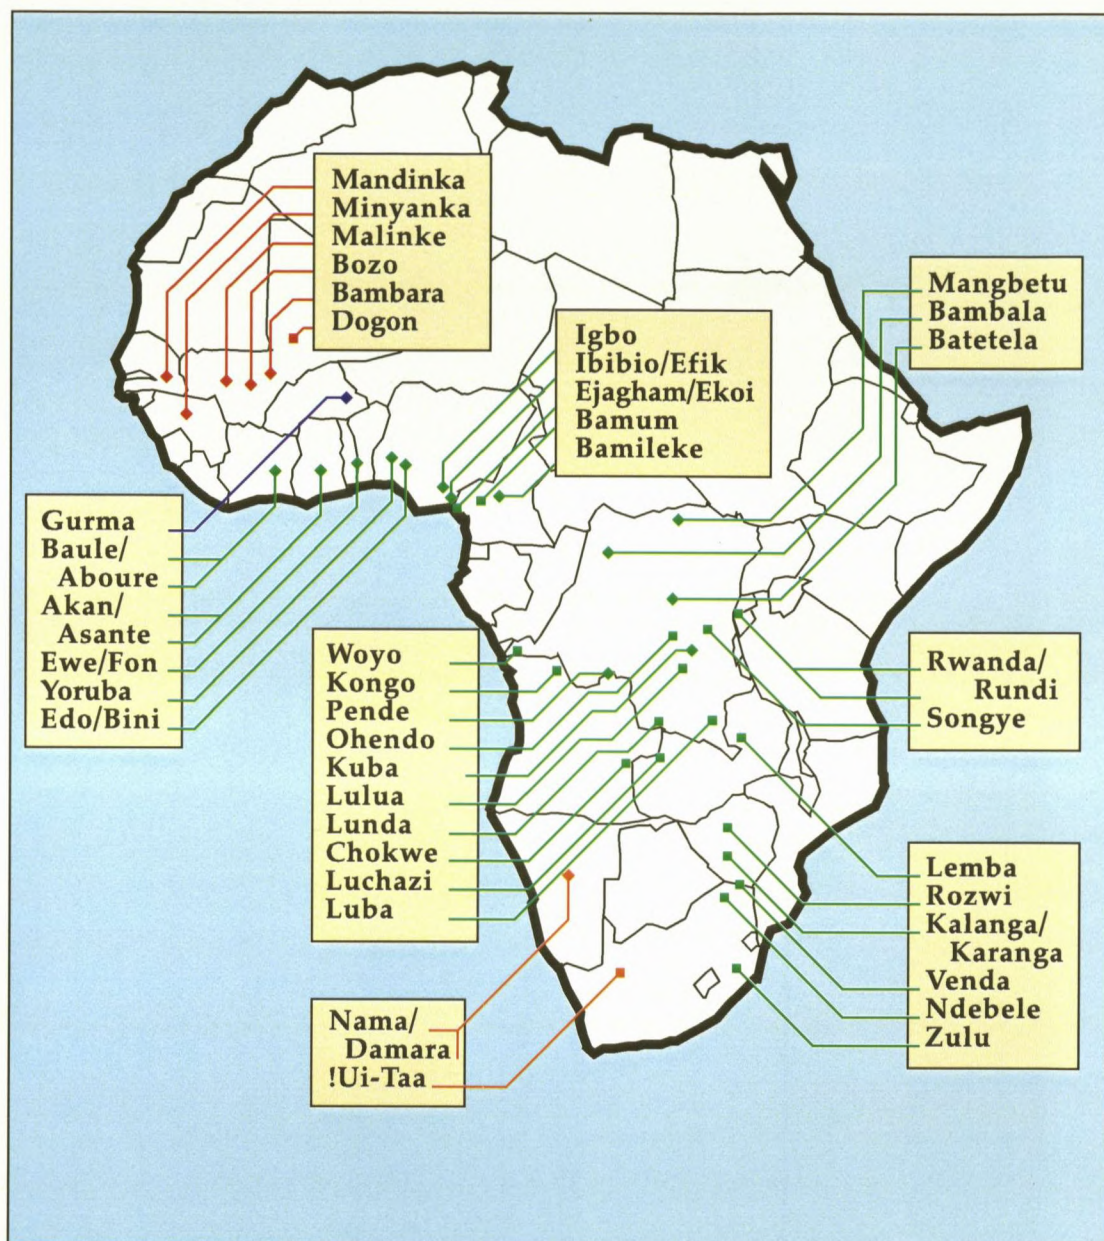 Mandinka
Minyanka
Malinke
Bozo
Bambara
Dogon
Igbo
Ibibio/Efik
Ejagham/Ekoi
Bamum
Bamileke
Mangbetu
Bambala
Batetela
Gurma
Baule/
Aboure
Akan/
Asante
Ewe/Fon
Yoruba
Edo/Bini
Woyo
Kongo
Pende
Ohendo
Kuba
Lulua
Lunda
Chokwe
Luchazi
Luba
Rwanda/
Rundi
Songye
Lemba
Rozwi
Kalanga/
Karanga
Venda
Ndebele
Zulu
Nama/
Damara
!Ui-Taa